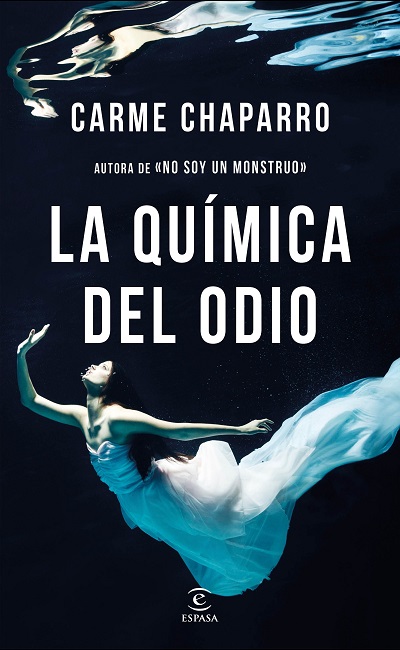 CARME CHAPARRO
AUTORA DE «NO SOY UN MONSTRUO»
LA QUÍMICA
DEL ODIO
e
ESPASA